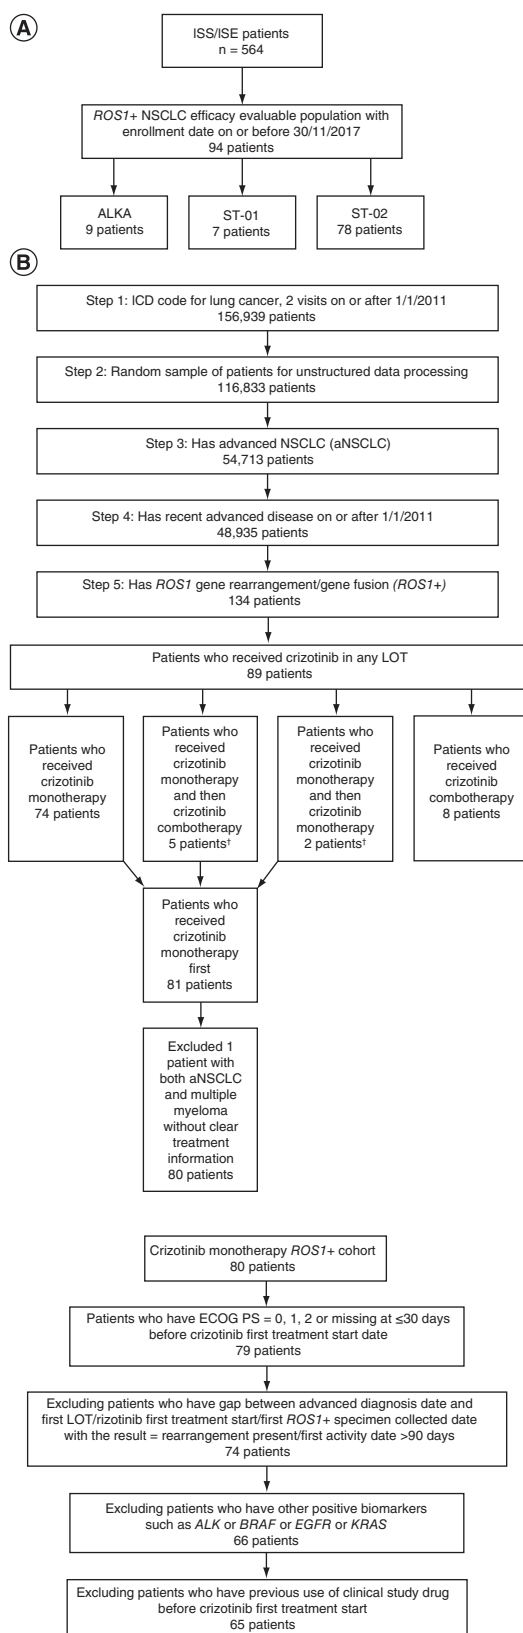 A
ISS/ISE patients
n = 564
ROS1+ NSCLC efficacy evaluable population with
enrollment date on or before 30/11/2017
94 patients
ALKA
9 patients
ST-01
7 patients
ST-02
78 patients
B
Step 1: ICD code for lung cancer, 2 visits on or after 1/1/2011
156,939 patients
Step 2: Random sample of patients for unstructured data processing
116,833 patients
Step 3: Has advanced NSCLC (aNSCLC)
54,713 patients
Step 4: Has recent advanced disease on or after 1/1/2011
48,935 patients
Step 5: Has ROS1 gene rearrangement/gene fusion (ROS1+)
134 patients
Patients who received crizotinib in any LOT
89 patients
Patients who
received
crizotinib
monotherapy
74 patients
Patients who
received
crizotinib
monotherapy
and then
crizotinib
combotherapy
5 patients†
Patients who
received
crizotinib
monotherapy
and then
crizotinib
monotherapy
2 patients†
Patients who
received
crizotinib
combotherapy
8 patients
Patients who
received
crizotinib
monotherapy
first
81 patients
Excluded 1
patient with
both aNSCLC
and multiple
myeloma
without clear
treatment
information
80 patients
Crizotinib monotherapy ROS1+ cohort
80 patients
Patients who have ECOG PS = 0, 1, 2 or missing at ≤30 days
before crizotinib first treatment start date
79 patients
Excluding patients who have gap between advanced diagnosis date and
first LOT/rizotinib first treatment start/first ROS1+ specimen collected date
with the result = rearrangement present/first activity date >90 days
74 patients
Excluding patients who have other positive biomarkers
such as ALK or BRAF or EGFR or KRAS
66 patients
Excluding patients who have previous use of clinical study drug
before crizotinib first treatment start
65 patients